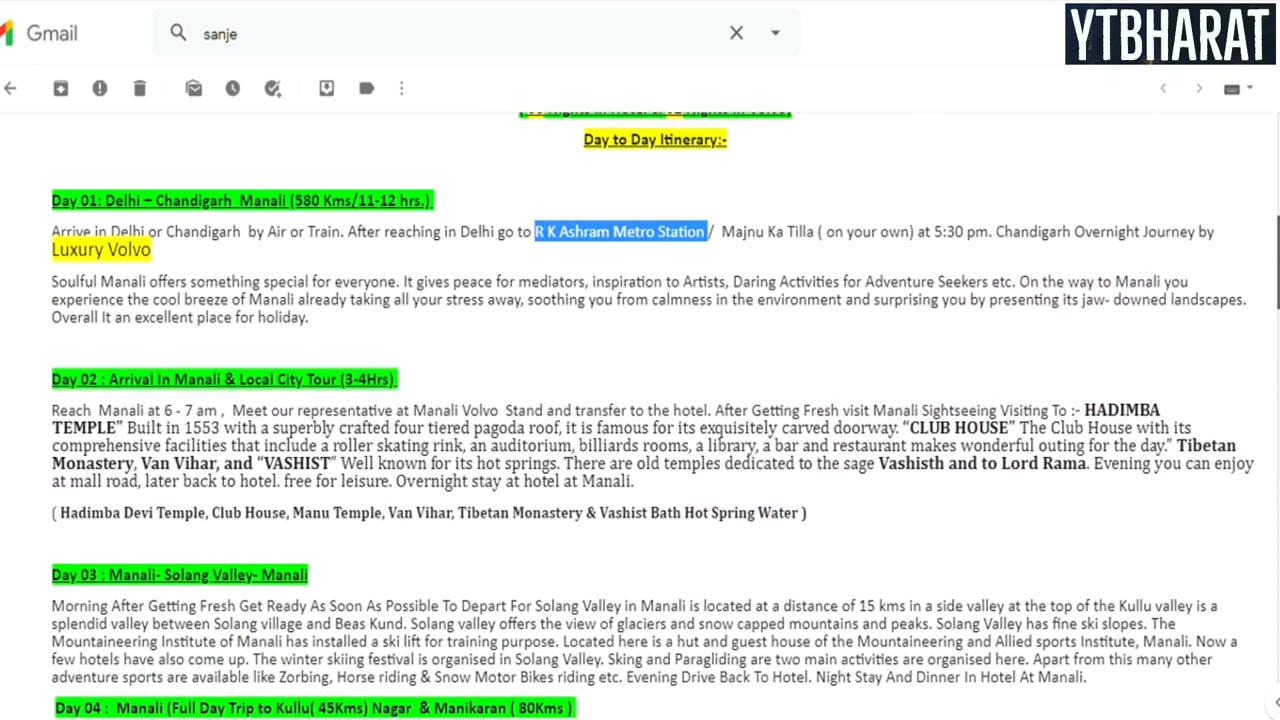 Gmail
sanje
YTBHARAT
Day to Day Itinerary:-
Day 01: Delhi – Chandigarh Manali (580 Kms/11-12 hrs.)
Arrive in Delhi or Chandigarh by Air or Train. After reaching in Delhi go to R K Ashram Metro Station / Majnu Ka Tilla ( on your own) at 5:30 pm. Chandigarh Overnight Journey by
Luxury Volvo
Soulful Manali offers something special for everyone. It gives peace for mediators, inspiration to Artists, Daring Activities for Adventure Seekers etc. On the way to Manali you
experience the cool breeze of Manali already taking all your stress away, soothing you from calmness in the environment and surprising you by presenting its jaw- downed landscapes.
Overall It an excellent place for holiday.
Day 02 : Arrival In Manali & Local City Tour (3-4Hrs)
Reach Manali at 6 - 7 am , Meet our representative at Manali Volvo Stand and transfer to the hotel. After Getting Fresh visit Manali Sightseeing Visiting To :- HADIMBA
TEMPLE” Built in 1553 with a superbly crafted four tiered pagoda roof, it is famous for its exquisitely carved doorway. “CLUB HOUSE” The Club House with its
comprehensive facilities that include a roller skating rink, an auditorium, billiards rooms, a library, a bar and restaurant makes wonderful outing for the day.” Tibetan
Monastery, Van Vihar, and “VASHIST” Well known for its hot springs. There are old temples dedicated to the sage Vashisth and to Lord Rama. Evening you can enjoy
at mall road, later back to hotel. free for leisure. Overnight stay at hotel at Manali.
( Hadimba Devi Temple, Club House, Manu Temple, Van Vihar, Tibetan Monastery & Vashist Bath Hot Spring Water )
Day 03 : Manali- Solang Valley- Manali
Morning After Getting Fresh Get Ready As Soon As Possible To Depart For Solang Valley in Manali is located at a distance of 15 kms in a side valley at the top of the Kullu valley is a
splendid valley between Solang village and Beas Kund. Solang valley offers the view of glaciers and snow capped mountains and peaks. Solang Valley has fine ski slopes. The
Mountaineering Institute of Manali has installed a ski lift for training purpose. Located here is a hut and guest house of the Mountaineering and Allied sports Institute, Manali. Now a
few hotels have also come up. The winter skiing festival is organised in Solang Valley. Sking and Paragliding are two main activities are organised here. Apart from this many other
adventure sports are available like Zorbing, Horse riding & Snow Motor Bikes riding etc. Evening Drive Back To Hotel. Night Stay And Dinner In Hotel At Manali.
Day 04 : Manali (Full Day Trip to Kullu( 45Kms) Nagar & Manikaran ( 80Kms )